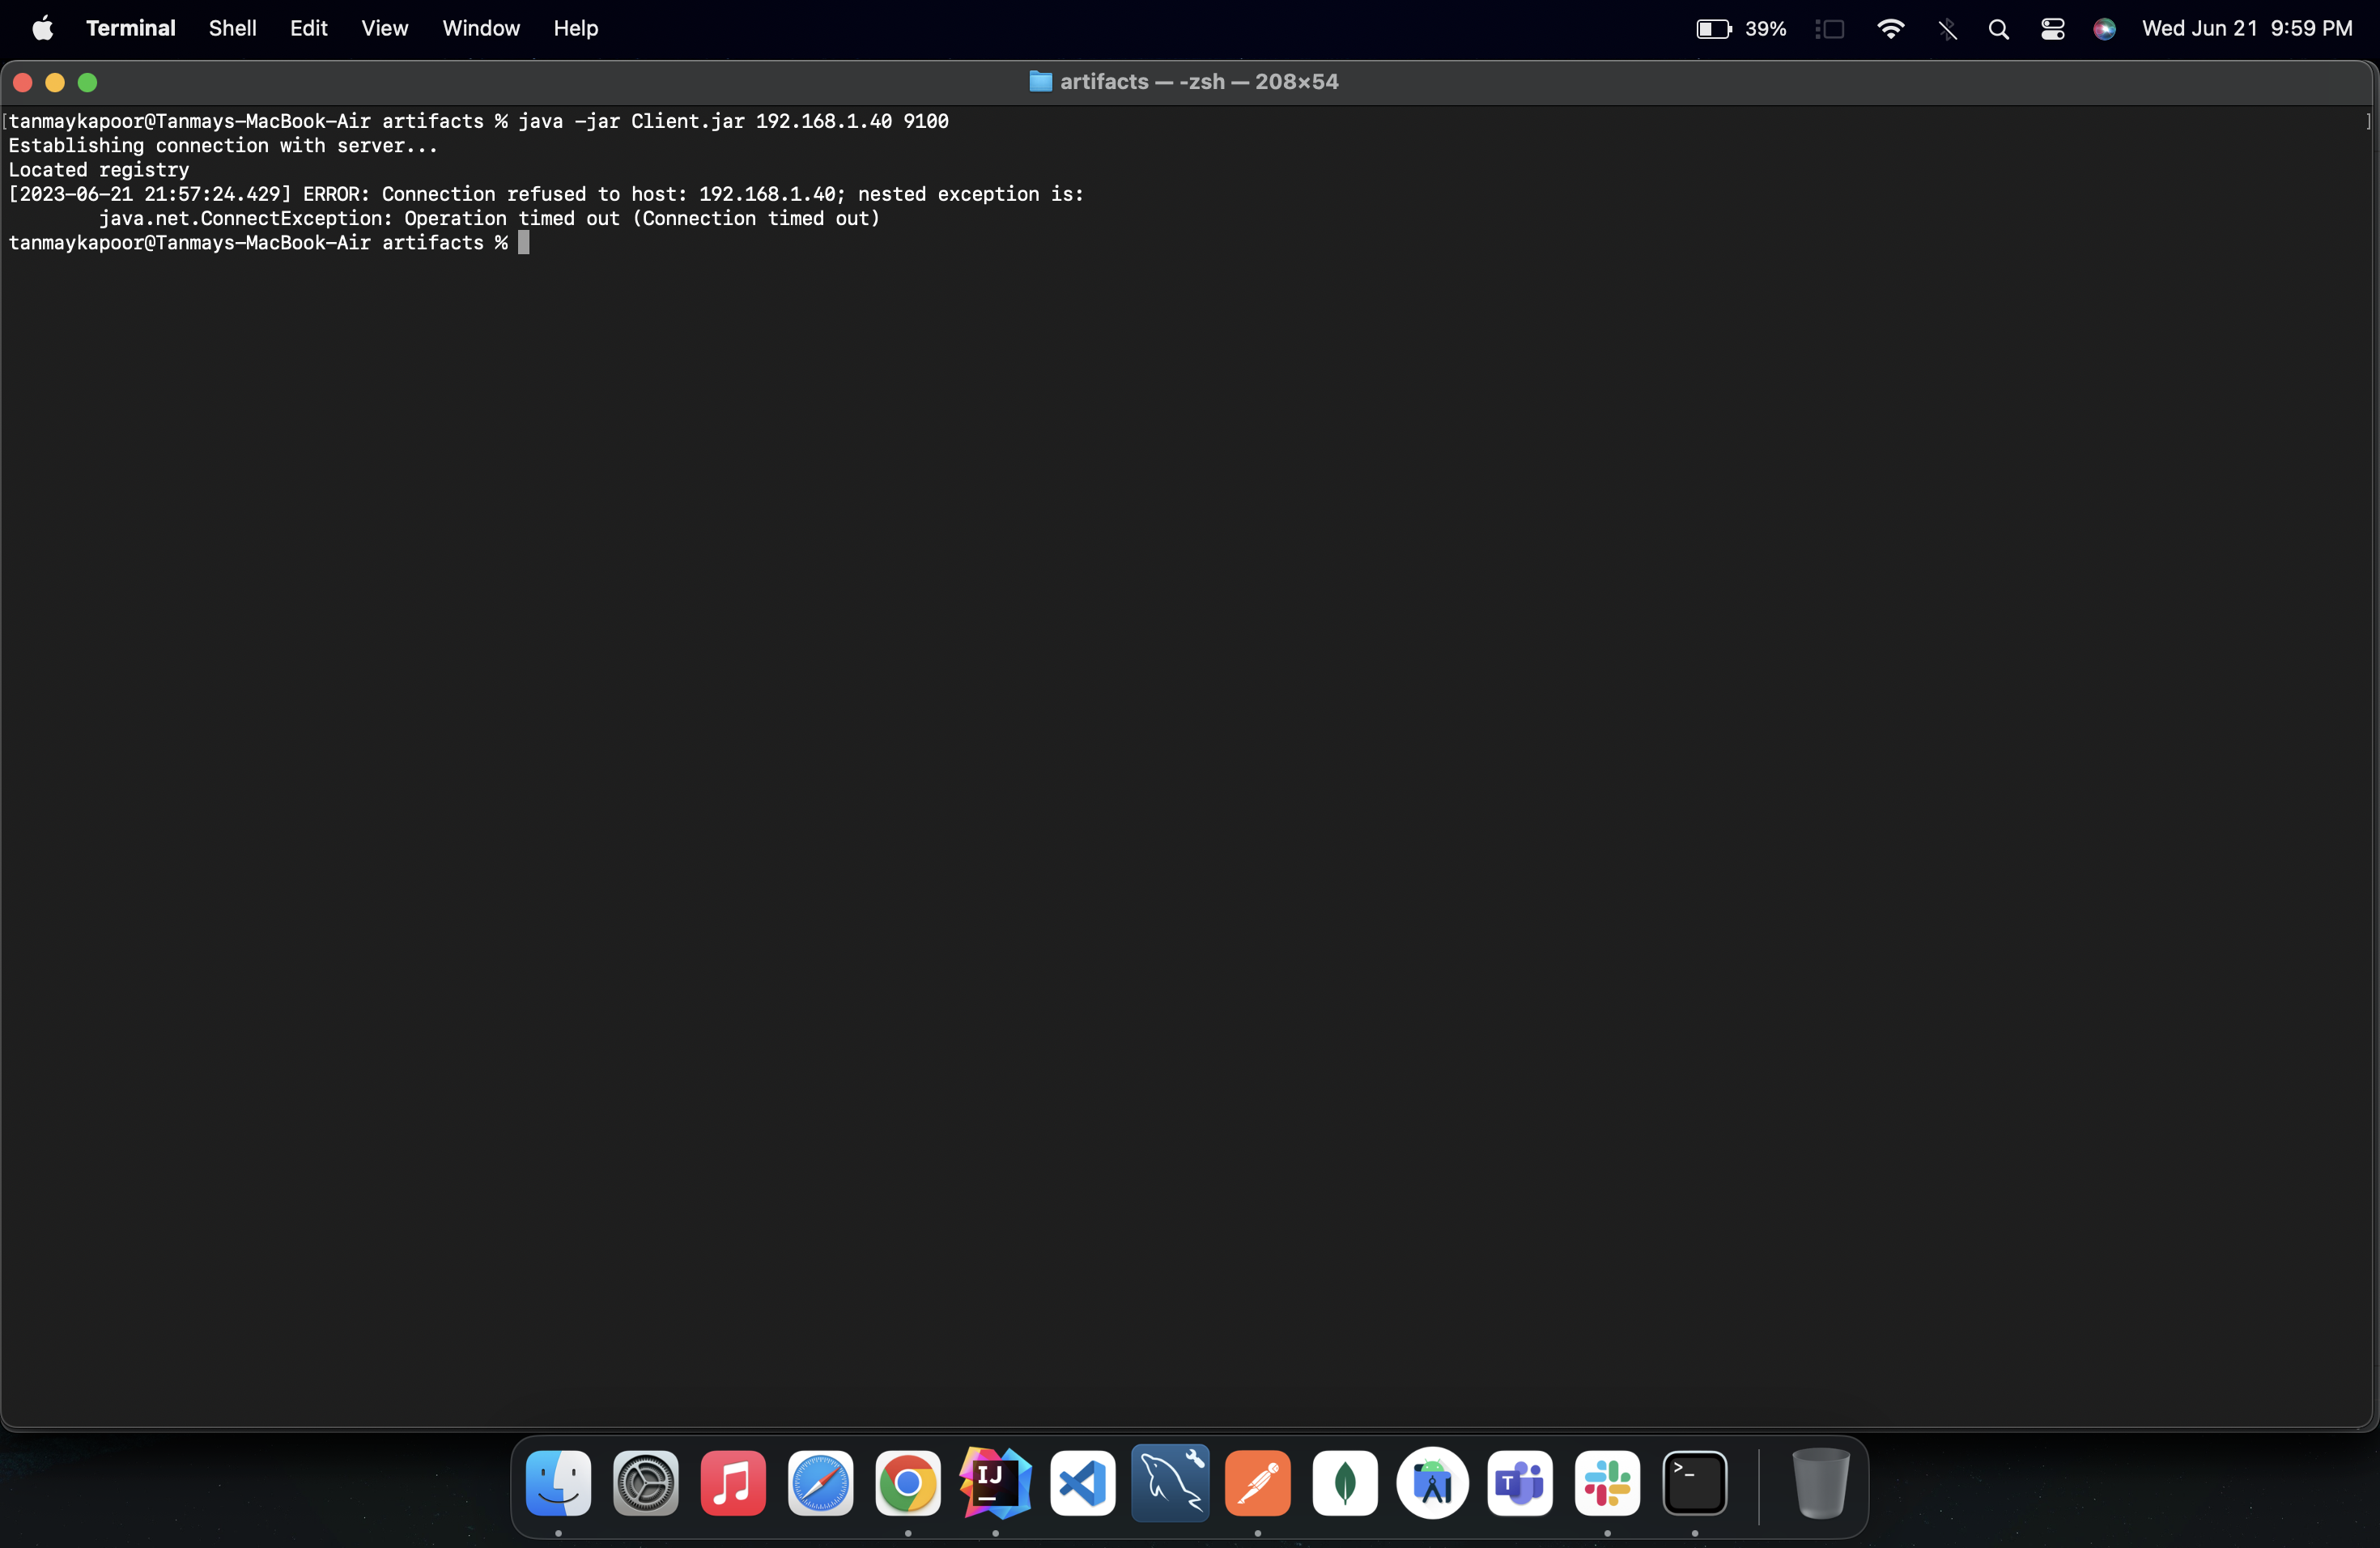 Terminal Shell Edit View Window Help 39% Wed Jun 21 9:59 PM
artifacts — -zsh — 208×54
[tanmaykapoor@Tanmays-MacBook-Air artifacts % java -jar Client.jar 192.168.1.40 9100 ]
Establishing connection with server...
Located registry
[2023-06-21 21:57:24.429] ERROR: Connection refused to host: 192.168.1.40; nested exception is:
java.net.ConnectException: Operation timed out (Connection timed out)
tanmaykapoor@Tanmays-MacBook-Air artifacts %
IJ T >_